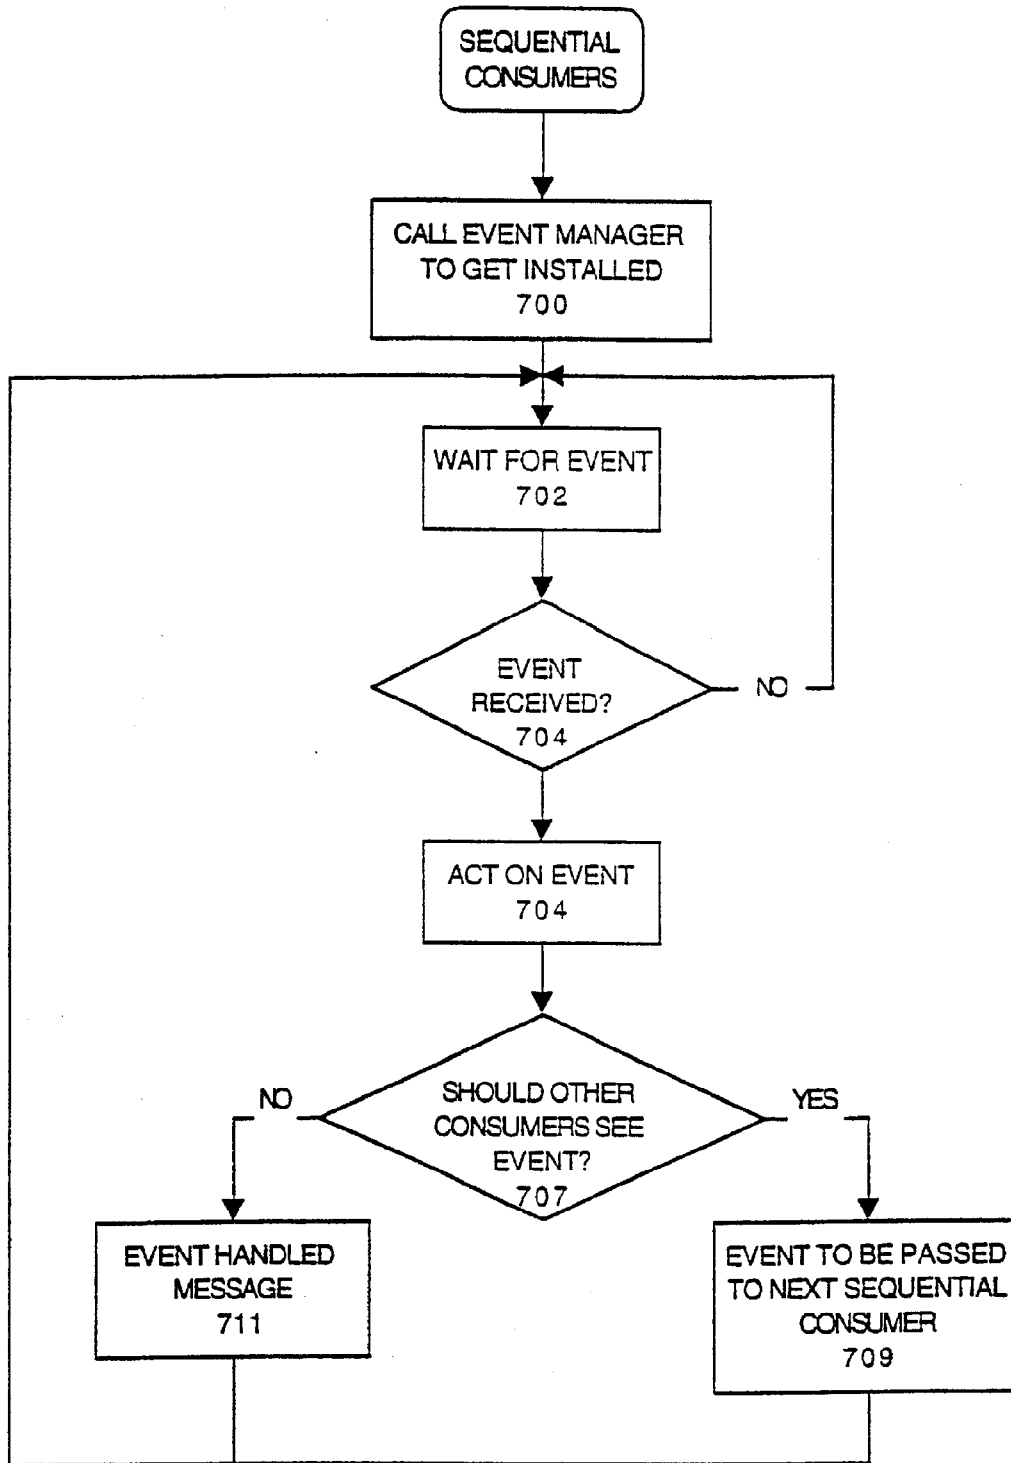 SEQUENTIAL
CONSUMERS
CALL EVENT MANAGER
TO GET INSTALLED
700
WAIT FOR EVENT
702
EVENT
RECEIVED?
704
NO
ACT ON EVENT
704
SHOULD OTHER
CONSUMERS SEE
EVENT?
707
NO
YES
EVENT HANDLED
MESSAGE
711
EVENT TO BE PASSED
TO NEXT SEQUENTIAL
CONSUMER
709